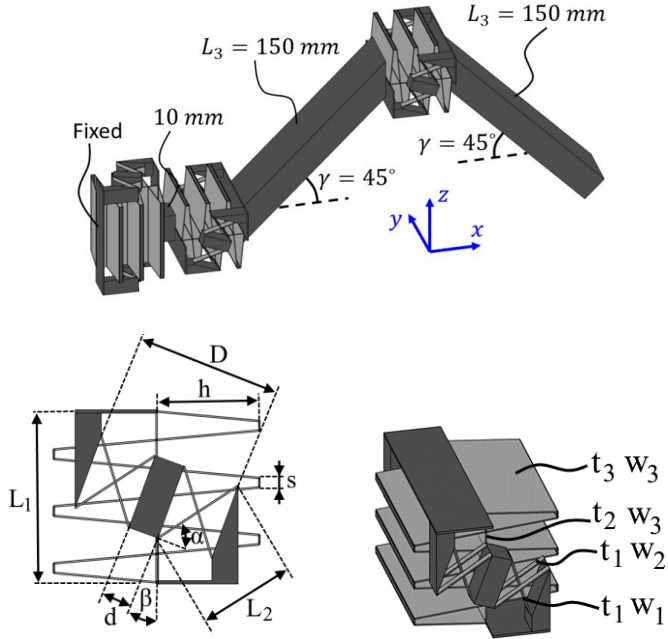 L₃ = 150 mm
L₃ = 150 mm
10 mm
Fixed
γ = 45°
γ = 45°
z
y
x
D
h
L₁
s
α
β
d
L₂
t₃ w₃
t₂ w₃
t₁ w₂
t₁ w₁